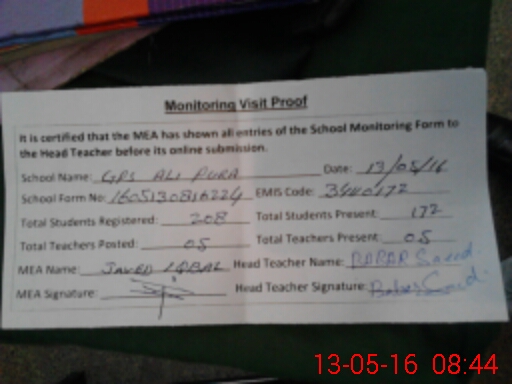 Monitoring Visit Proof
It is certified that the MEA has shown all entries of the School Monitoring Form to
the Head Teacher before its online submission.
School Name: GPS ALI PURA Date: 13/05/16
School Form No: 1605130816224 EMIS Code:
Total Students Registered: 208 Total Students Present: 172
Total Teachers Posted: 05 Total Teachers Present: 05
MEA Name: JAVED IQBAL Head Teacher Name: BABAR Saeed
MEA Signature: Head Teacher Signature: Babar Saeed
13-05-16 08:44